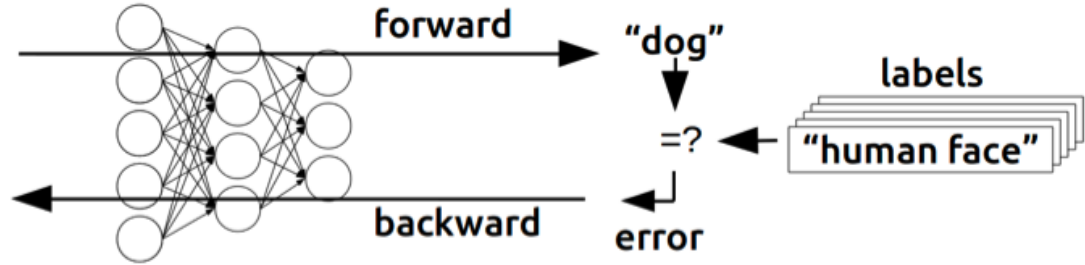 forward
“dog”
labels
=?
“human face”
backward
error